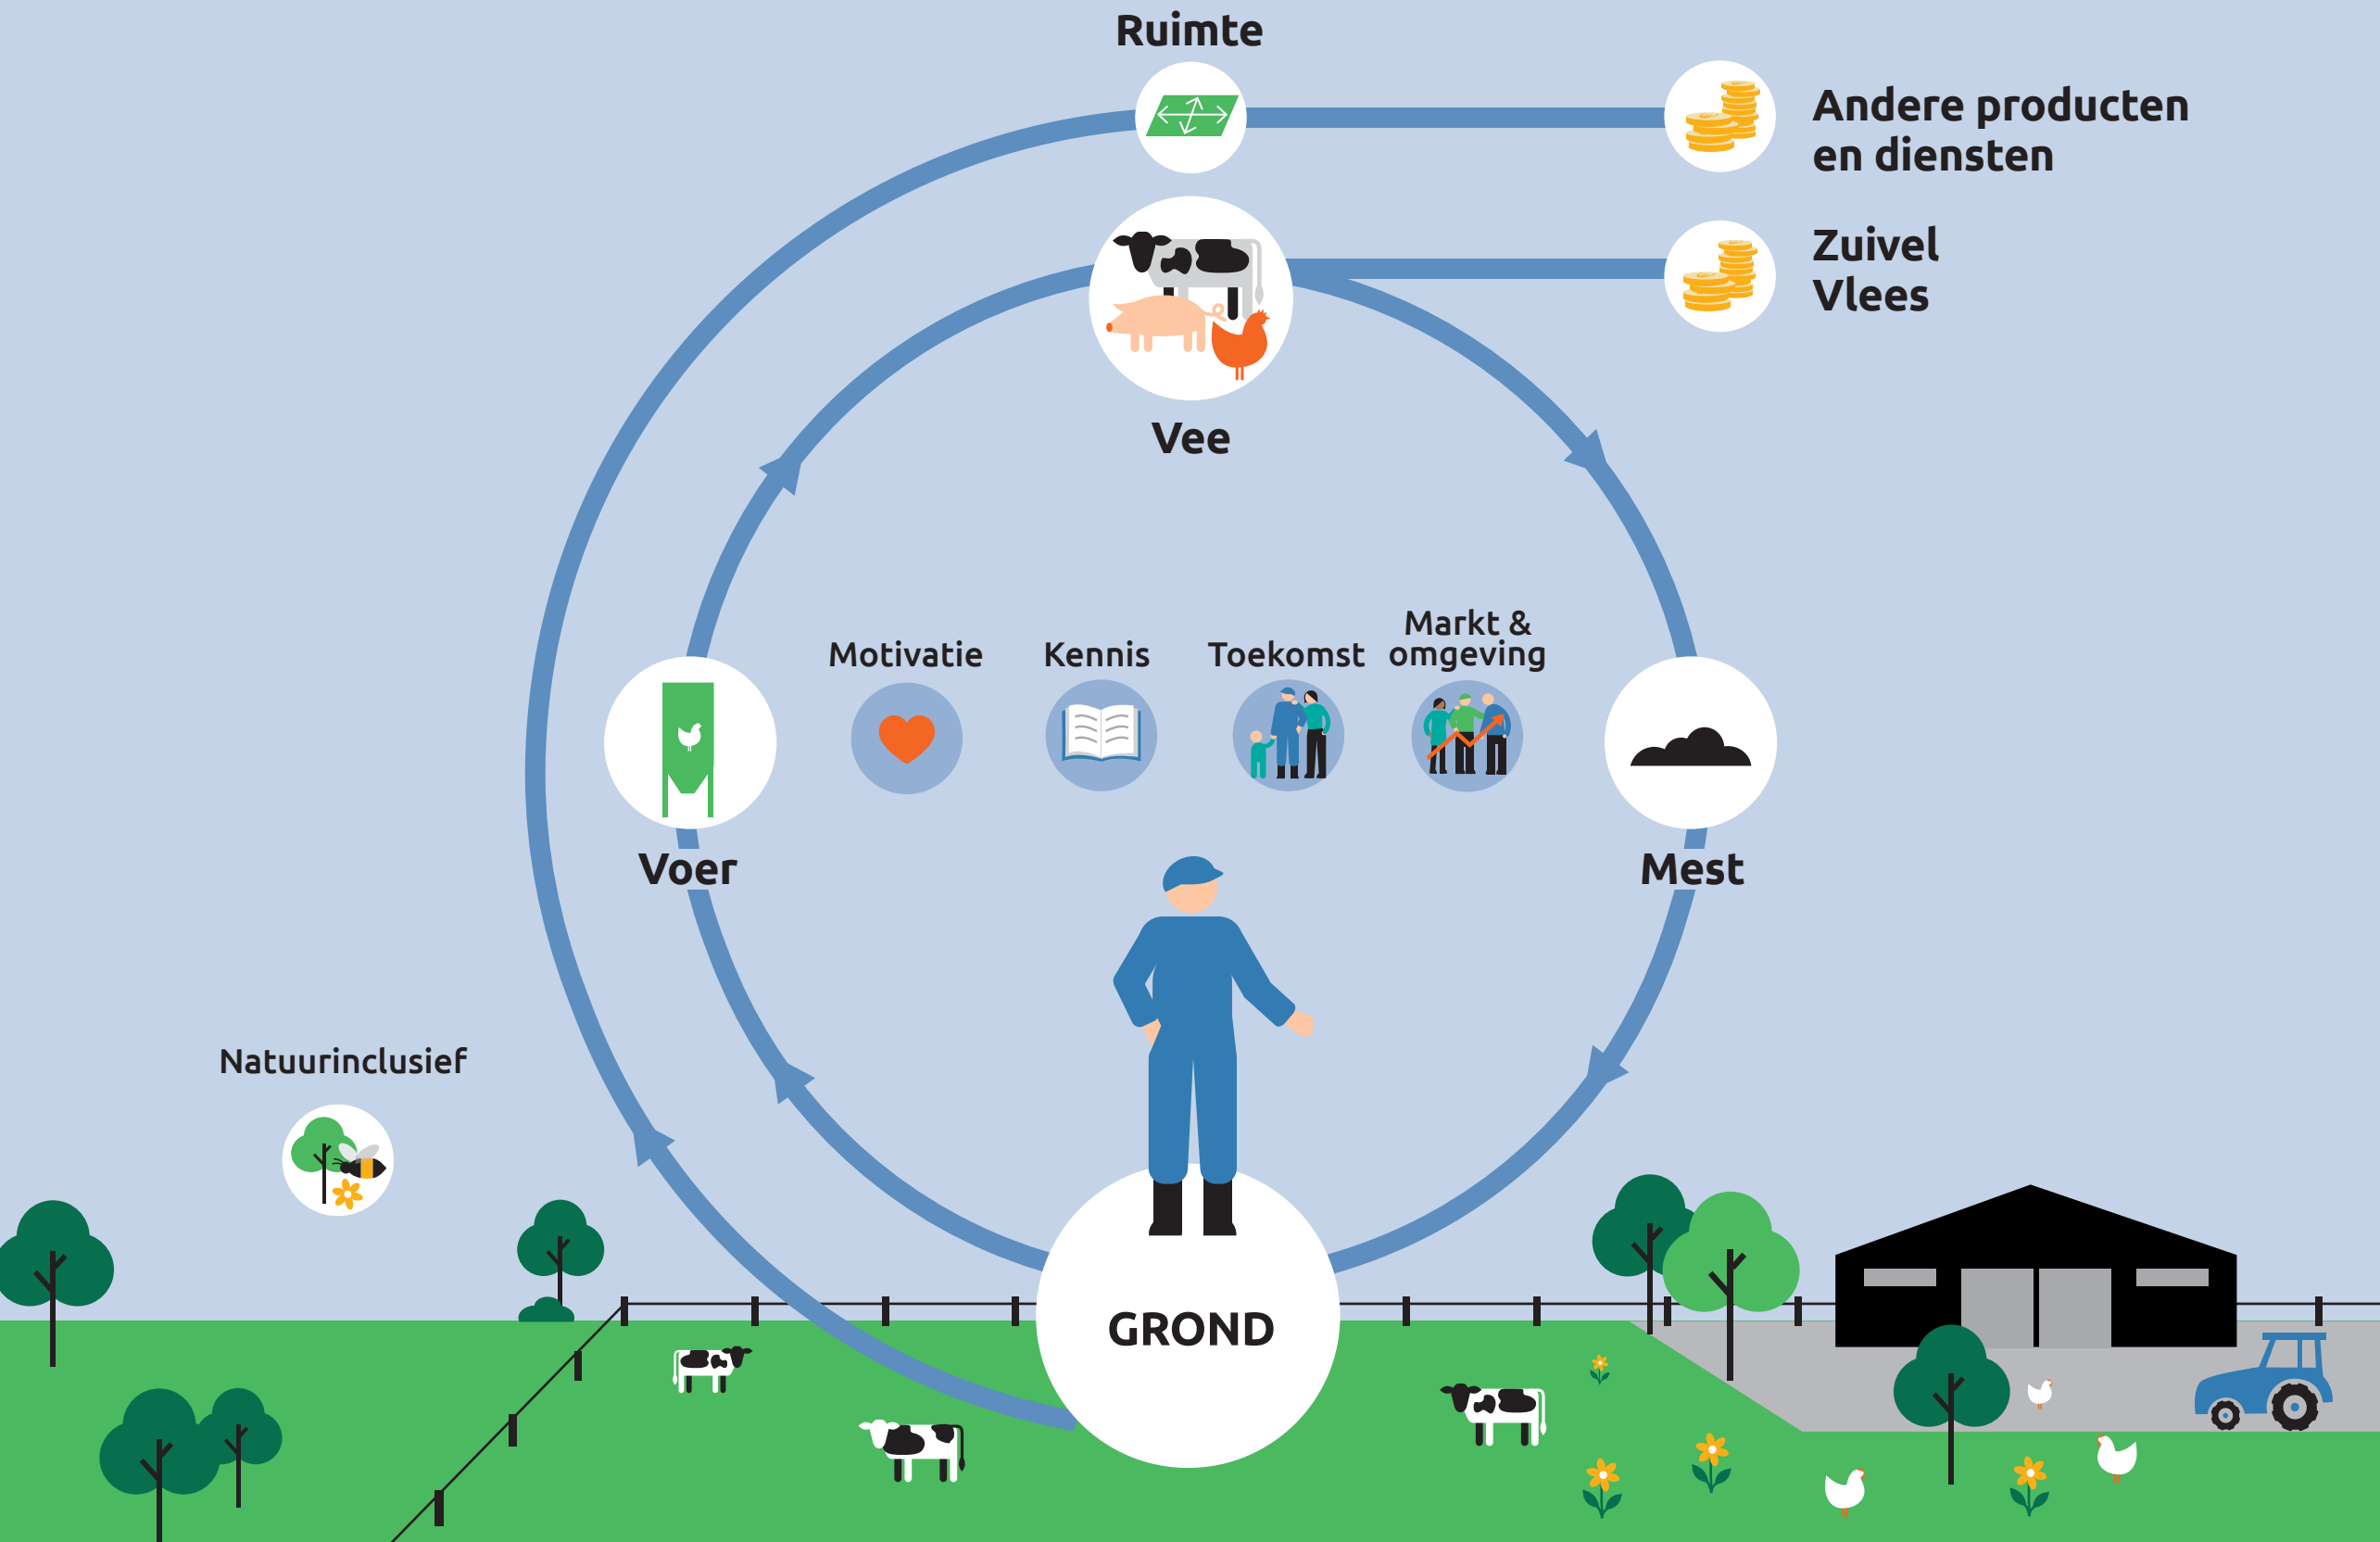 Ruimte
Andere producten
en diensten
Zuivel
Vlees
Vee
Motivatie
Kennis
Toekomst
Markt &
omgeving
Voer
Mest
Natuurinclusief
GROND